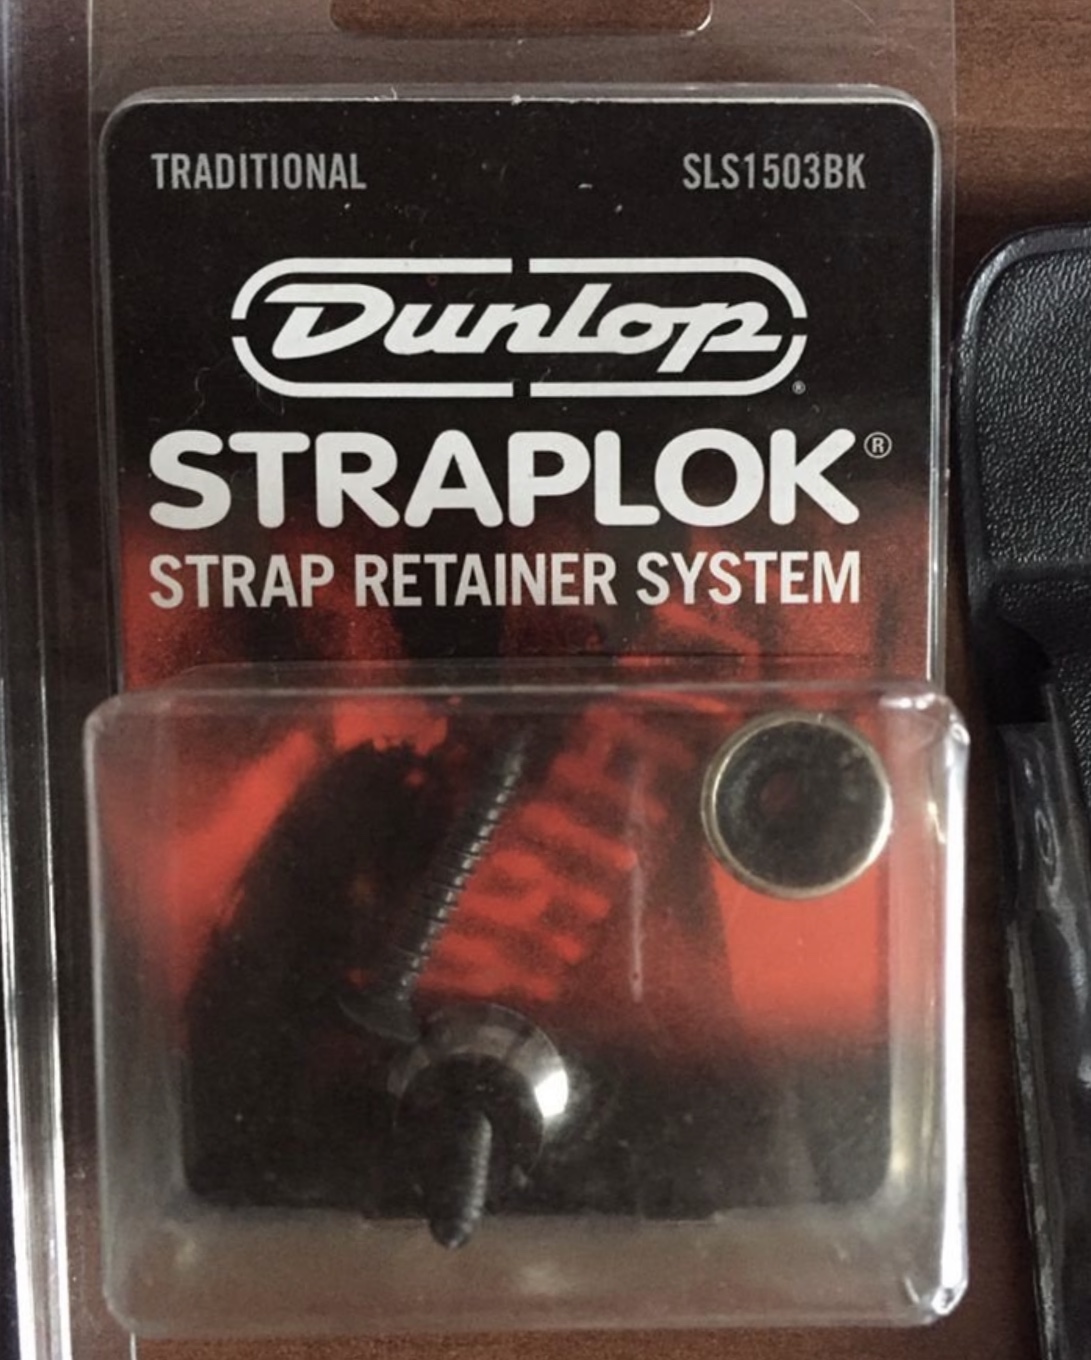 TRADITIONAL SLS1503BK
Dunlop®
STRAPLOK®
STRAP RETAINER SYSTEM